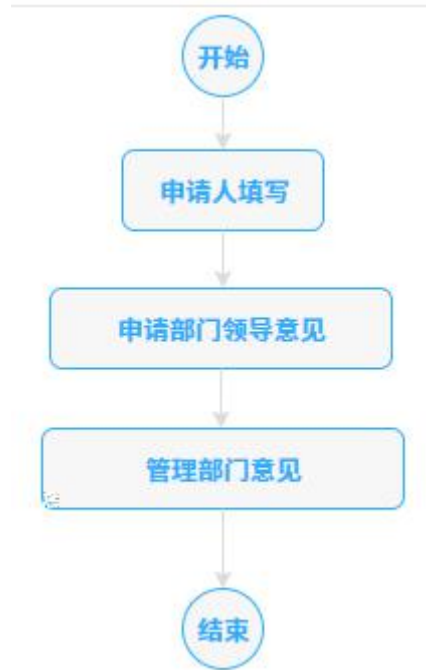 开始
申请人填写
申请部门领导意见
管理部门意见
结束